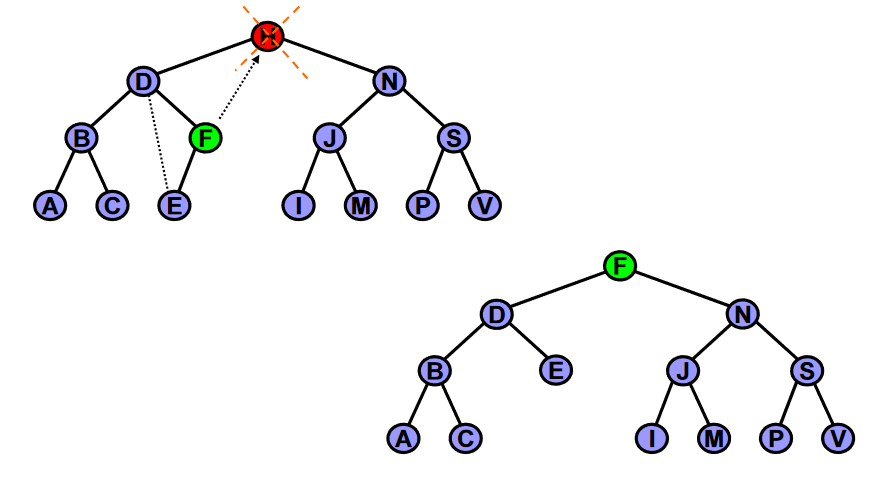 H
D N
B F J S
A C E I M P V
F
D N
B E J S
A C I M P V